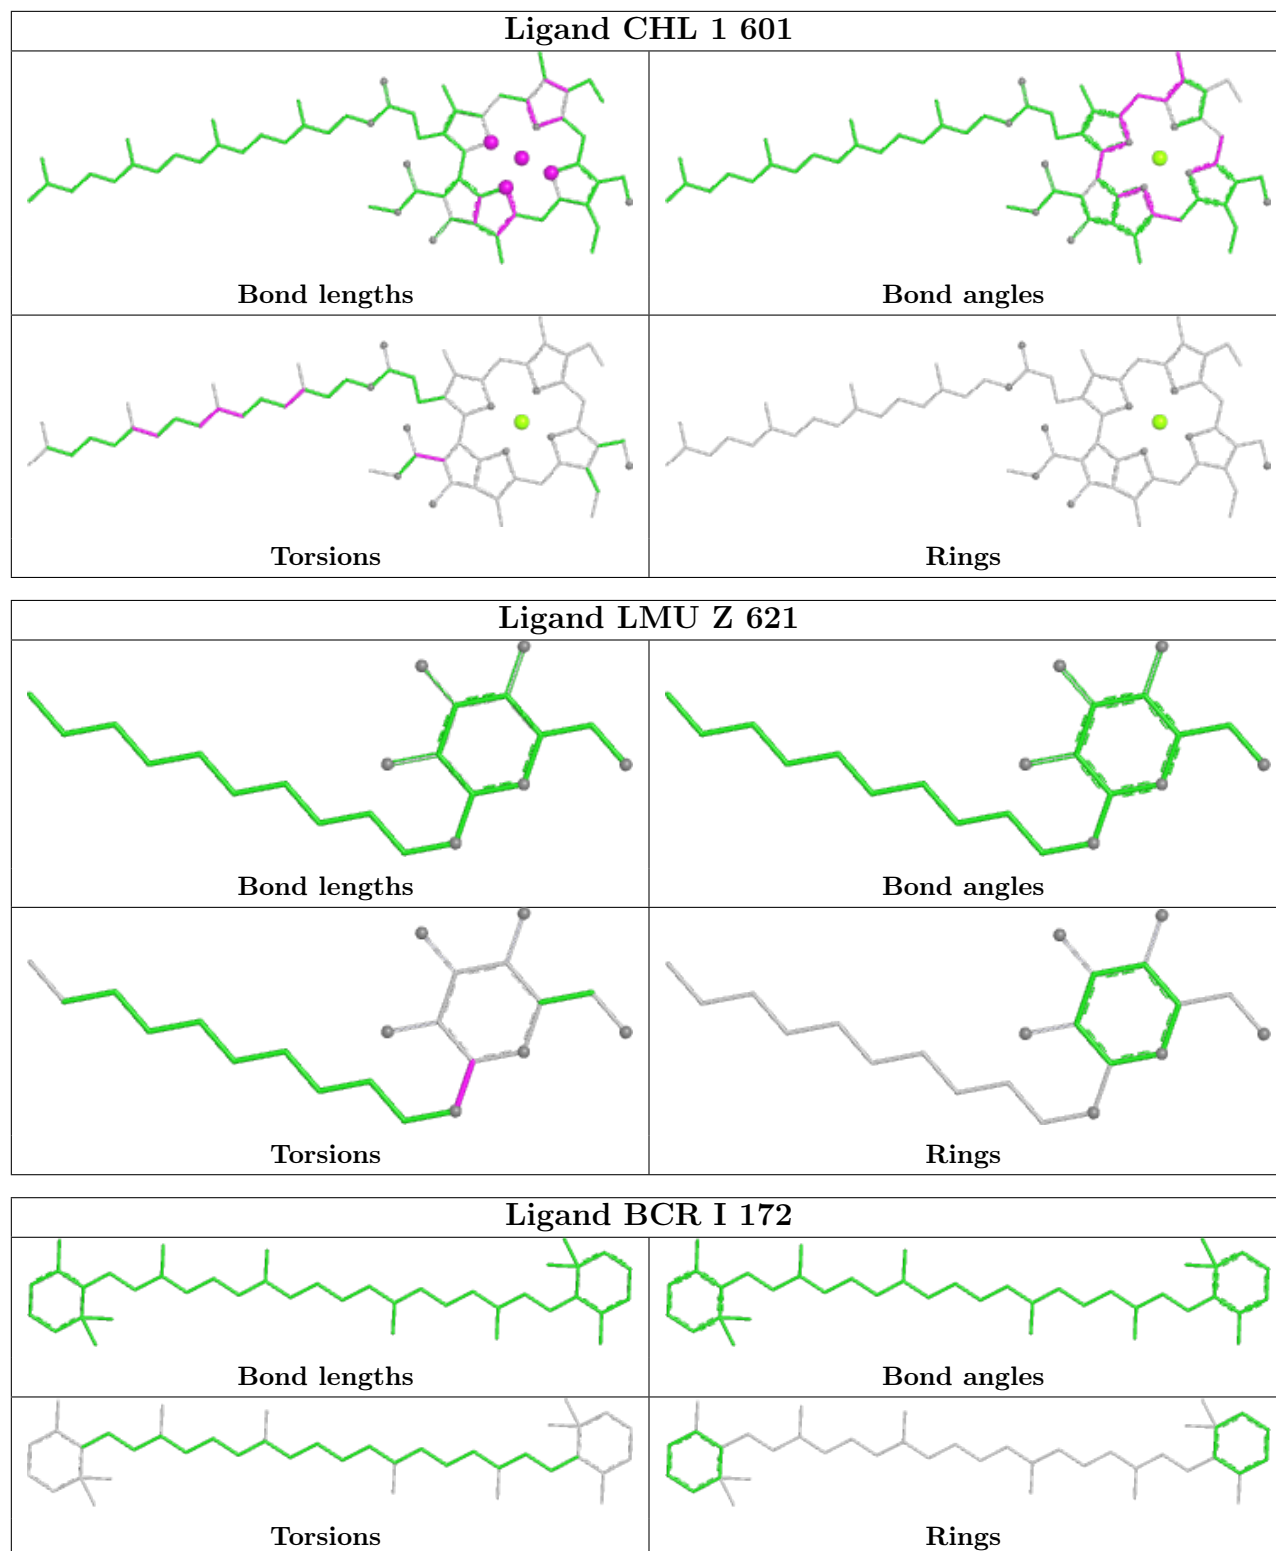 Ligand CHL 1 601
Bond lengths
Bond angles
Torsions
Rings
Ligand LMU Z 621
Bond lengths
Bond angles
Torsions
Rings
Ligand BCR I 172
Bond lengths
Bond angles
Torsions
Rings